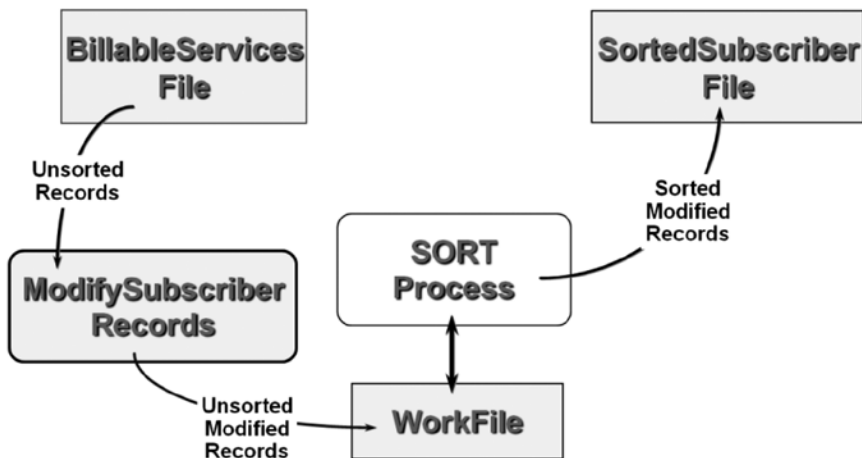 BillableServices
File
SortedSubscriber
File
Unsorted
Records
Sorted
Modified
Records
SORT
Process
ModifySubscriber
Records
Unsorted
Modified
Records
WorkFile